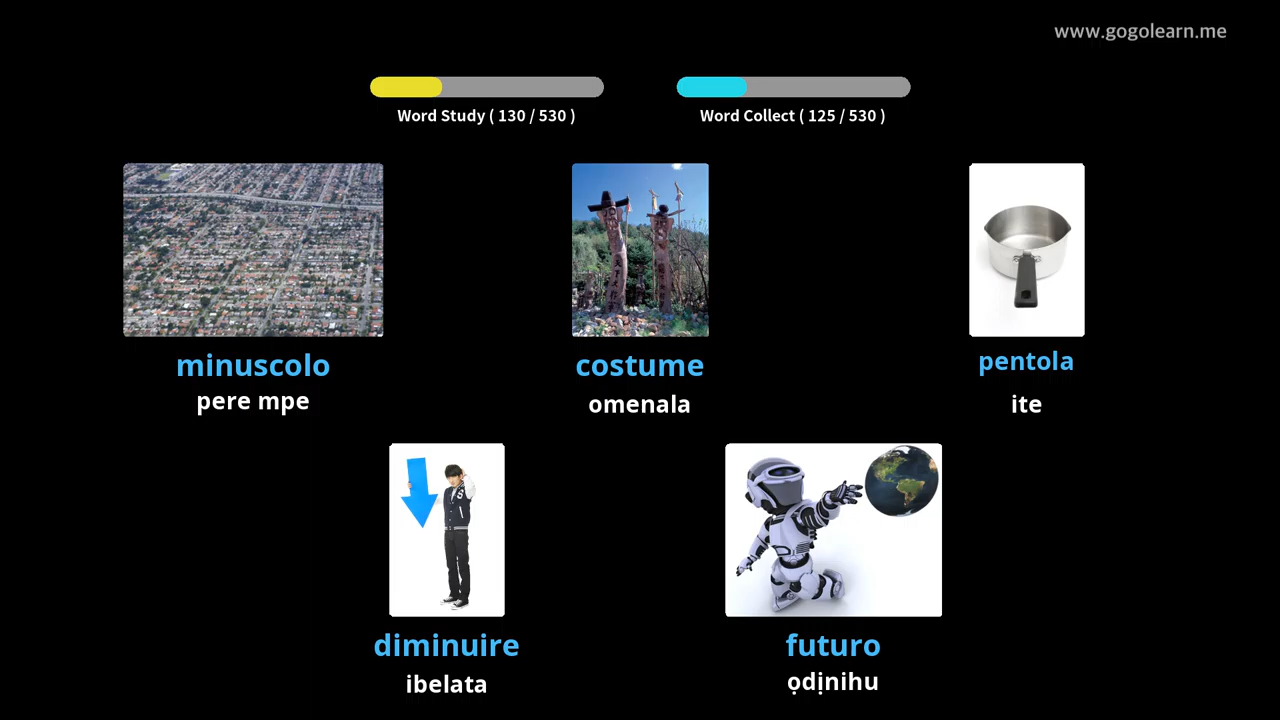 www.gogolearn.me
Word Study ( 130 / 530 )
Word Collect ( 125 / 530 )
minuscolo
pere mpe
costume
omenala
pentola
ite
diminuire
ibelata
futuro
ọdịnihu